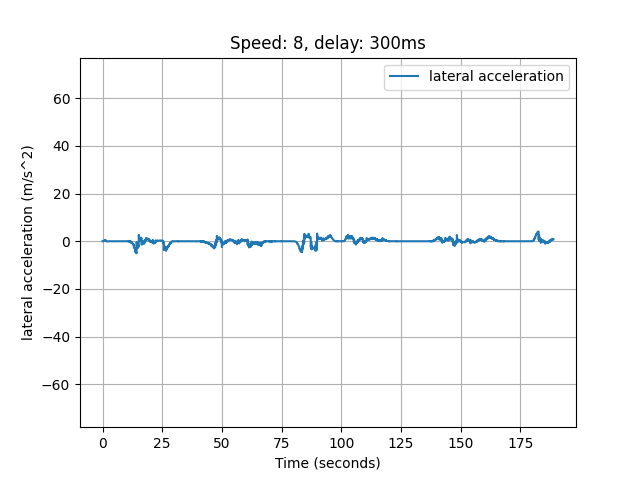 Speed: 8, delay: 300ms
lateral acceleration
lateral acceleration (m/s^2)
60
40
20
0
−20
−40
−60
0 25 50 75 100 125 150 175
Time (seconds)